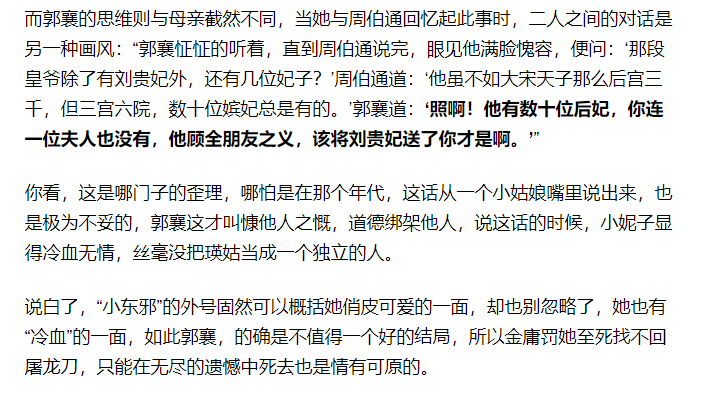 而郭襄的思维则与母亲截然不同，当她与周伯通回忆起此事时，二人之间的对话是
另一种画风：“郭襄怔怔的听着，直到周伯通说完，眼见他满脸愧容，便问：‘那段
皇爷除了有刘贵妃外，还有几位妃子？’周伯通道：‘他虽不如大宋天子那么后宫三
千，但三宫六院，数十位嫔妃总是有的。’郭襄道：‘照啊！他有数十位后妃，你连
一位夫人也没有，他顾全朋友之义，该将刘贵妃送了你才是啊。’”
你看，这是哪门子的歪理，哪怕是在那个年代，这话从一个小姑娘嘴里说出来，也
是极为不妥的，郭襄这才叫慷他人之慨，道德绑架他人，说这话的时候，小妮子显
得冷血无情，丝毫没把瑛姑当成一个独立的人。
说白了，“小东邪”的外号固然可以概括她俏皮可爱的一面，却也别忽略了，她也有
“冷血”的一面，如此郭襄，的确是不值得一个好的结局，所以金庸罚她至死找不回
屠龙刀，只能在无尽的遗憾中死去也是情有可原的。